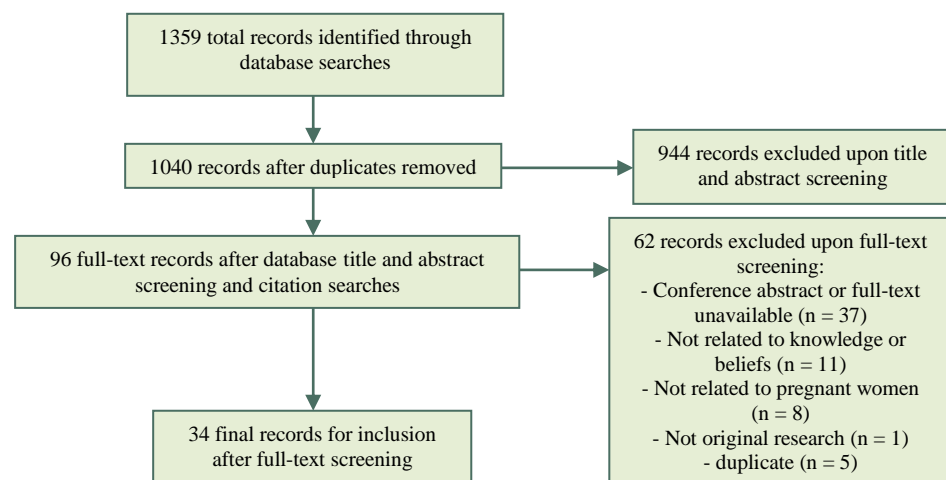 1359 total records identified through
database searches
1040 records after duplicates removed
944 records excluded upon title
and abstract screening
96 full-text records after database title and abstract
screening and citation searches
62 records excluded upon full-text
screening:
- Conference abstract or full-text
unavailable (n = 37)
- Not related to knowledge or
beliefs (n = 11)
- Not related to pregnant women
(n = 8)
- Not original research (n = 1)
- duplicate (n = 5)
34 final records for inclusion
after full-text screening